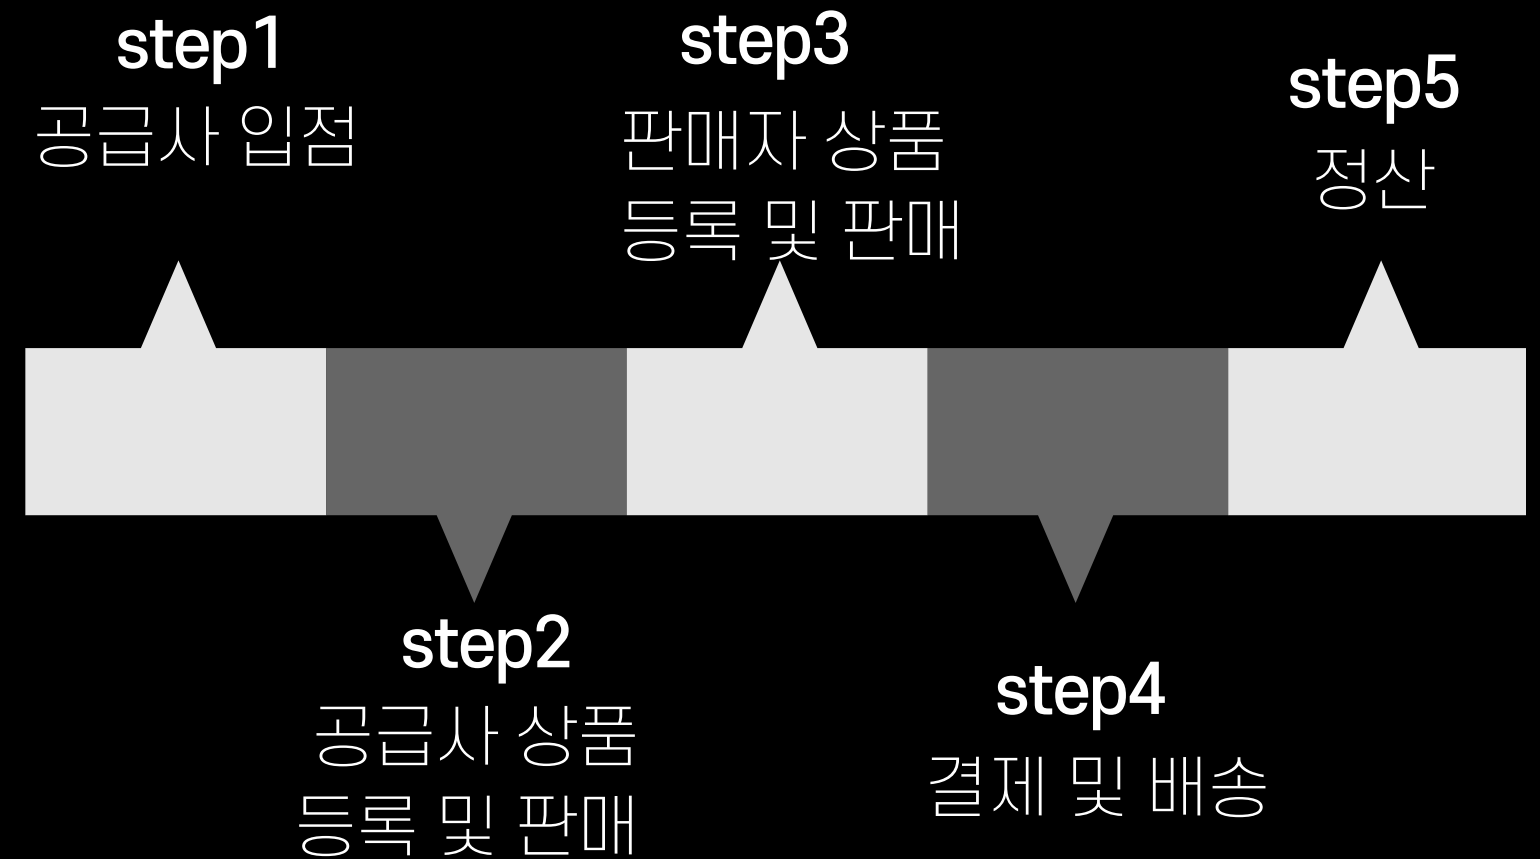 step1
공급사 입점
step2
공급사 상품
등록 및 판매
step3
판매자 상품
등록 및 판매
step4
결제 및 배송
step5
정산